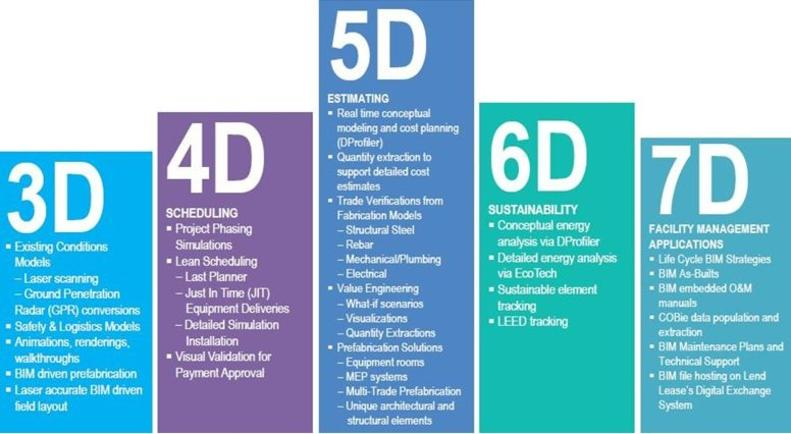 3D
▪ Existing Conditions
Models
– Laser scanning
– Ground Penetration
Radar (GPR) conversions
▪ Safety & Logistics Models
▪ Animations, renderings,
walkthroughs
▪ BIM driven prefabrication
▪ Laser accurate BIM driven
field layout
4D
SCHEDULING
▪ Project Phasing
Simulations
▪ Lean Scheduling
– Last Planner
– Just In Time (JIT)
Equipment Deliveries
– Detailed Simulation
Installation
▪ Visual Validation for
Payment Approval
5D
ESTIMATING
▪ Real time conceptual
modeling and cost planning
(DProfiler)
▪ Quantity extraction to
support detailed cost
estimates
▪ Trade Verifications from
Fabrication Models
– Structural Steel
– Rebar
– Mechanical/Plumbing
– Electrical
▪ Value Engineering
– What-if scenarios
– Visualizations
– Quantity Extractions
▪ Prefabrication Solutions
– Equipment rooms
– MEP systems
– Multi-Trade Prefabrication
– Unique architectural and
structural elements
6D
SUSTAINABILITY
▪ Conceptual energy
analysis via DProfiler
▪ Detailed energy analysis
via EcoTech
▪ Sustainable element
tracking
▪ LEED tracking
7D
FACILITY MANAGEMENT
APPLICATIONS
▪ Life Cycle BIM Strategies
▪ BIM As-Builts
▪ BIM embedded O&M
manuals
▪ COBie data population and
extraction
▪ BIM Maintenance Plans and
Technical Support
▪ BIM file hosting on Lend
Lease's Digital Exchange
System